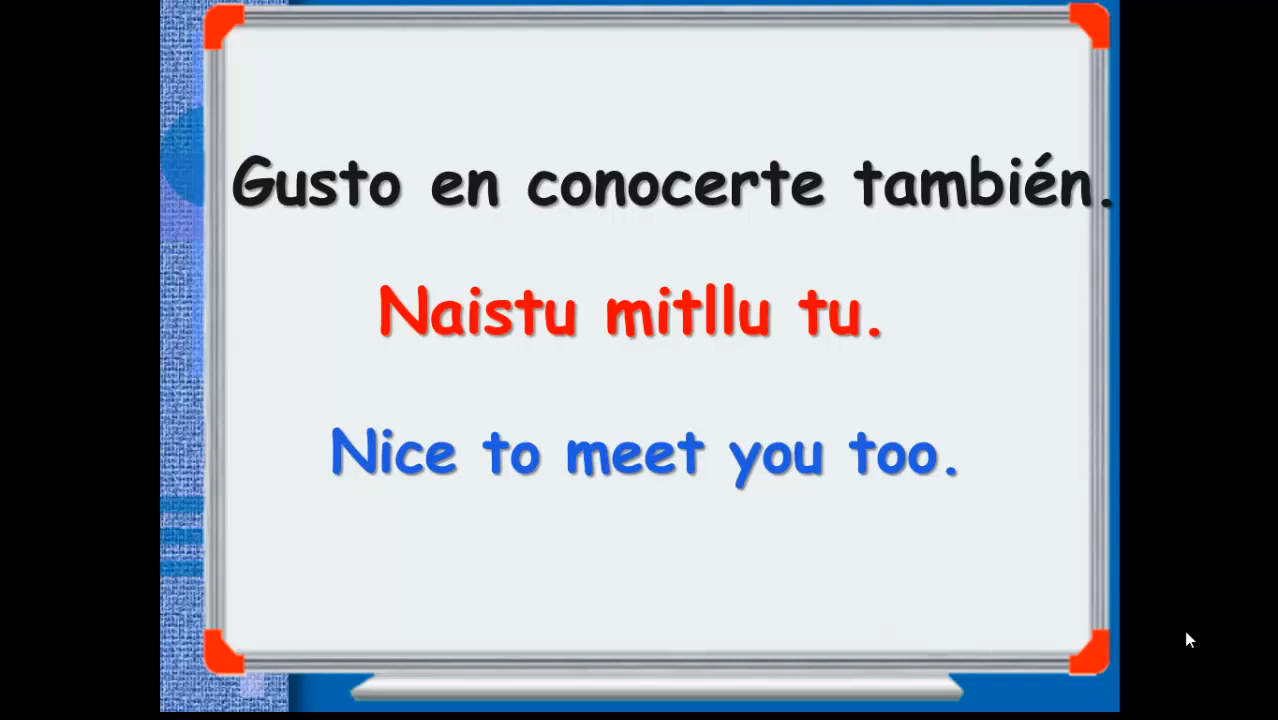 Gusto en conocerte también.
Naistu mitllu tu.
Nice to meet you too.